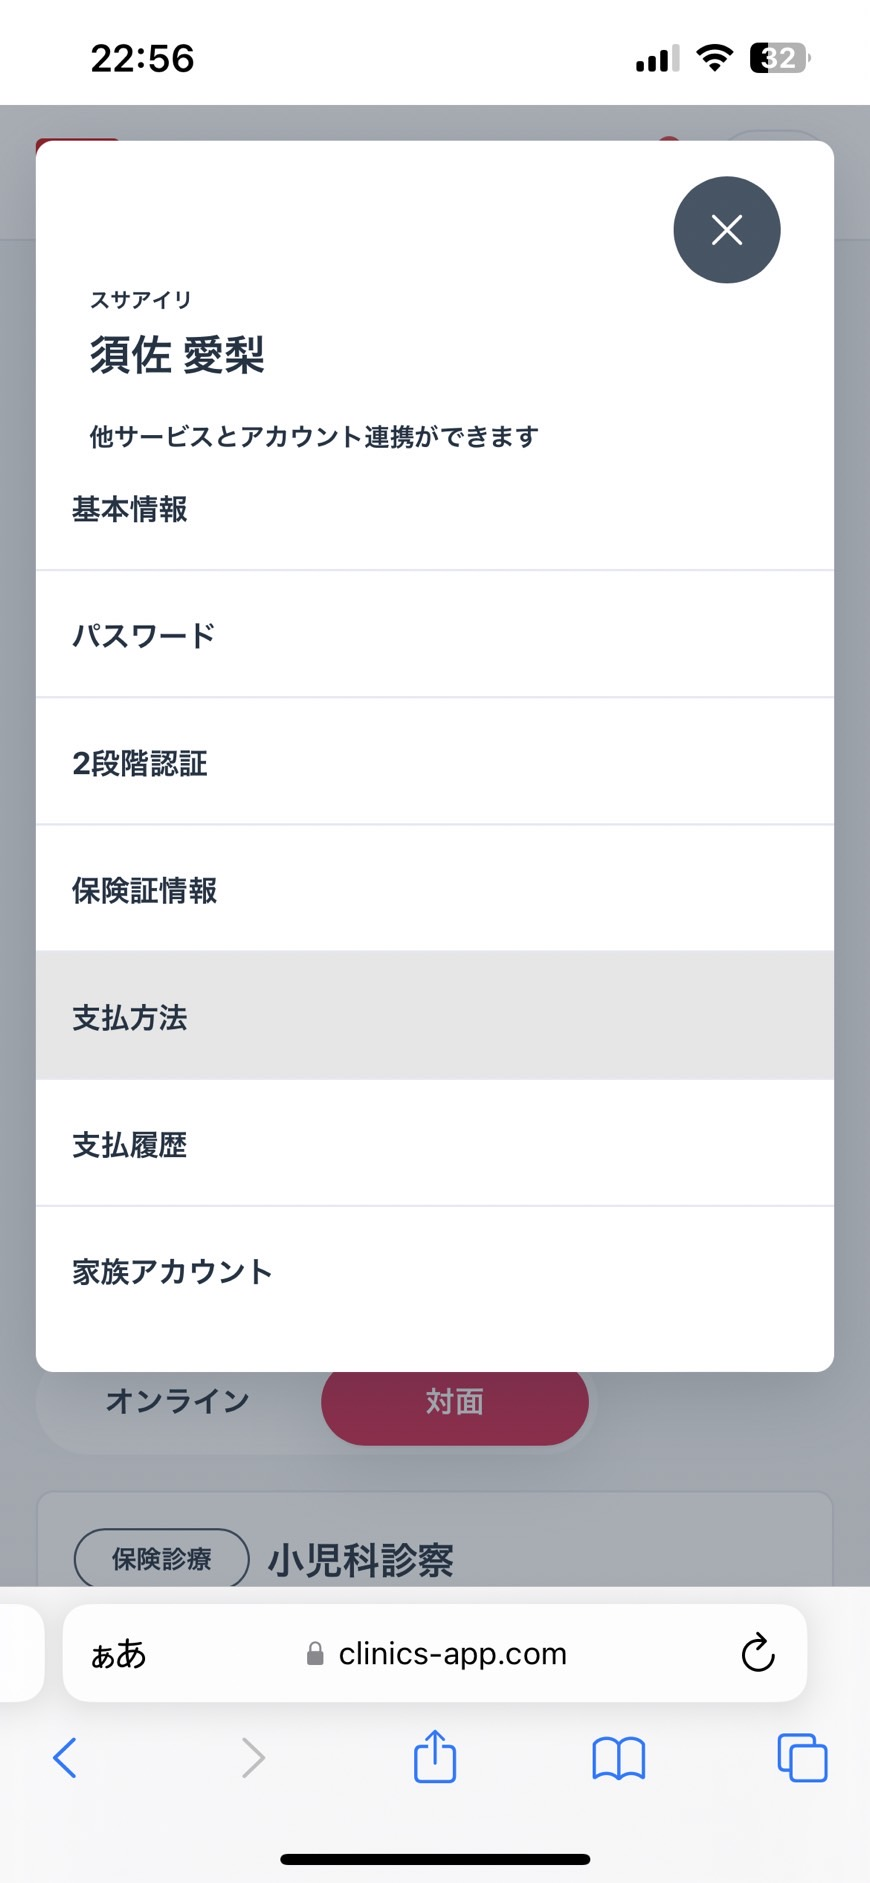 22:56
32
スサアイリ
須佐 愛梨
他サービスとアカウント連携ができます
基本情報
パスワード
2段階認証
保険証情報
支払方法
支払履歴
家族アカウント
オンライン 対面
保険診療 小児科診察
ぁあ clinics-app.com